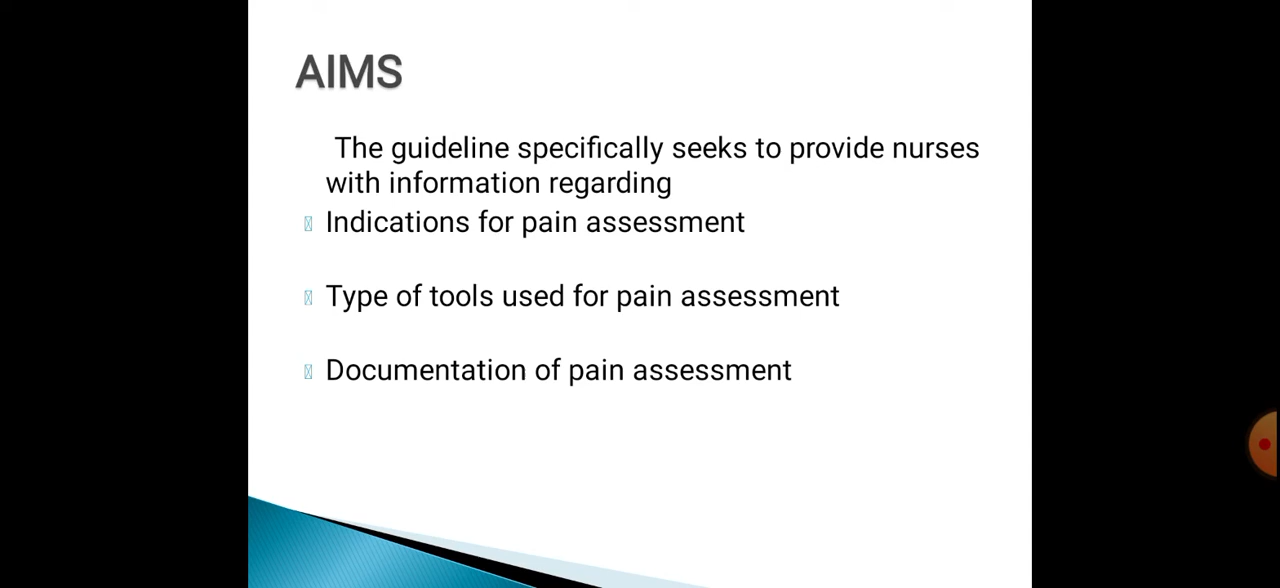 AIMS
The guideline specifically seeks to provide nurses
with information regarding
Indications for pain assessment
Type of tools used for pain assessment
Documentation of pain assessment